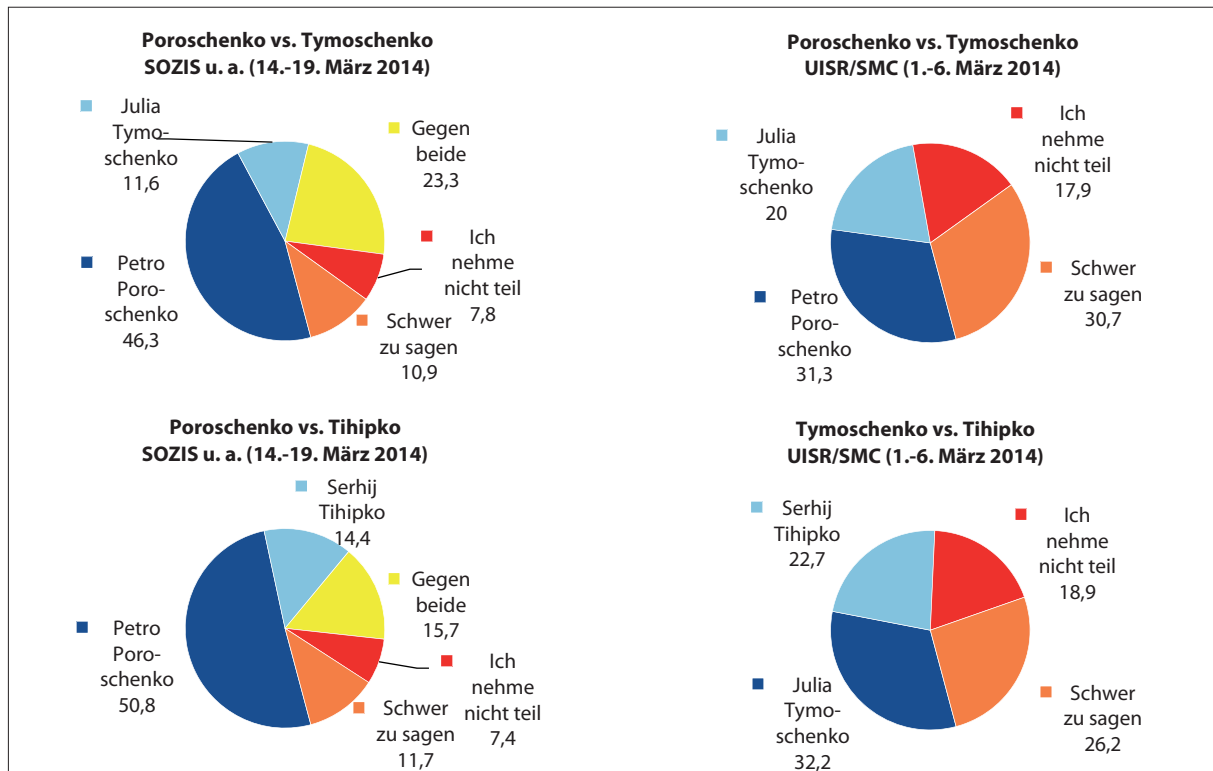 Poroschenko vs. Tymoschenko
SOZIS u. a. (14.-19. März 2014)
Julia
Tymo-
schenko
11,6
Gegen
beide
23,3
Ich
nehme
nicht teil
7,8
Schwer
zu sagen
10,9
Petro
Poro-
schenko
46,3
Poroschenko vs. Tymoschenko
UISR/SMC (1.-6. März 2014)
Julia
Tymo-
schenko
20
Ich
nehme
nicht teil
17,9
Schwer
zu sagen
30,7
Petro
Poro-
schenko
31,3
Poroschenko vs. Tihipko
SOZIS u. a. (14.-19. März 2014)
Serhij
Tihipko
14,4
Gegen
beide
15,7
Ich
nehme
nicht teil
7,4
Schwer
zu sagen
11,7
Petro
Poro-
schenko
50,8
Tymoschenko vs. Tihipko
UISR/SMC (1.-6. März 2014)
Serhij
Tihipko
22,7
Ich
nehme
nicht teil
18,9
Schwer
zu sagen
26,2
Julia
Tymo-
schenko
32,2